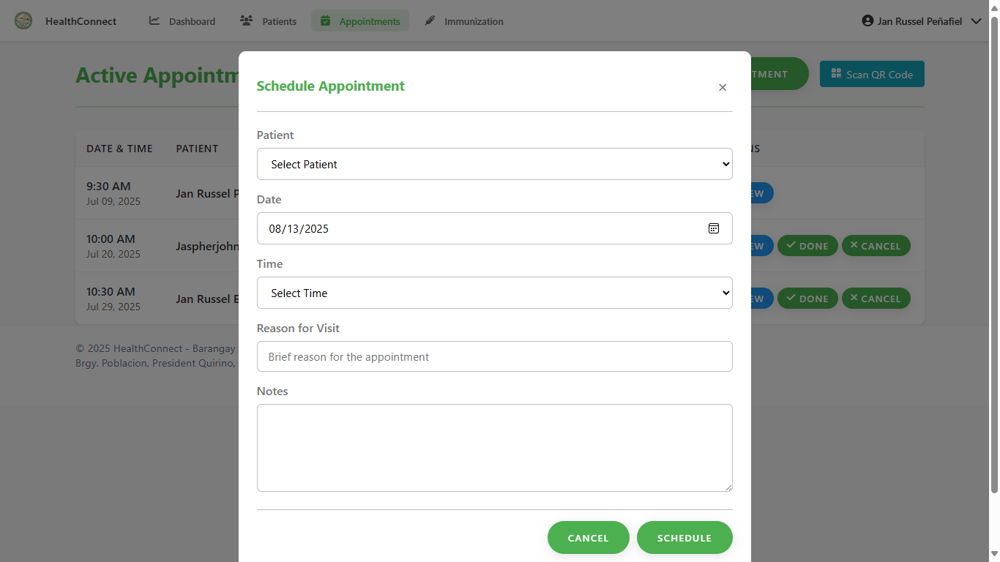 HealthConnect Dashboard Patients Appointments Immunization Jan Russel Peñafiel
Active Appointm TMENT Scan QR Code
Schedule Appointment ×
DATE & TIME PATIENT NS
Patient
Select Patient
9:30 AM
Jul 09, 2025
Jan Russel P EW
Date
08/13/2025
10:00 AM
Jul 20, 2025
Jaspherjohn EW DONE CANCEL
Time
Select Time
10:30 AM
Jul 29, 2025
Jan Russel E EW DONE CANCEL
Reason for Visit
Brief reason for the appointment
© 2025 HealthConnect - Barangay
Brgy. Poblacion, President Quirino,
Notes
CANCEL SCHEDULE